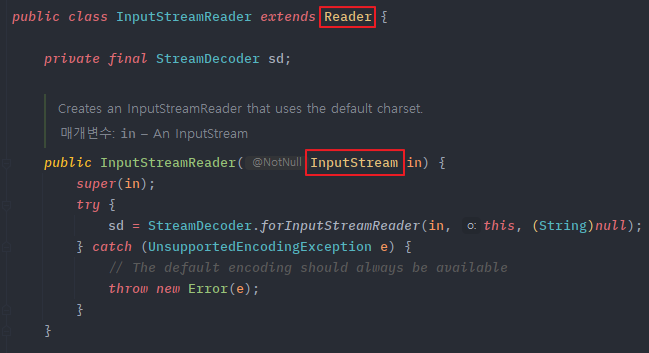 public class InputStreamReader extends Reader {
private final StreamDecoder sd;
Creates an InputStreamReader that uses the default charset.
매개변수: in – An InputStream
public InputStreamReader( @NotNull InputStream in) {
super(in);
try {
sd = StreamDecoder.forInputStreamReader(in, o: this, (String)null);
} catch (UnsupportedEncodingException e) {
// The default encoding should always be available
throw new Error(e);
}
}